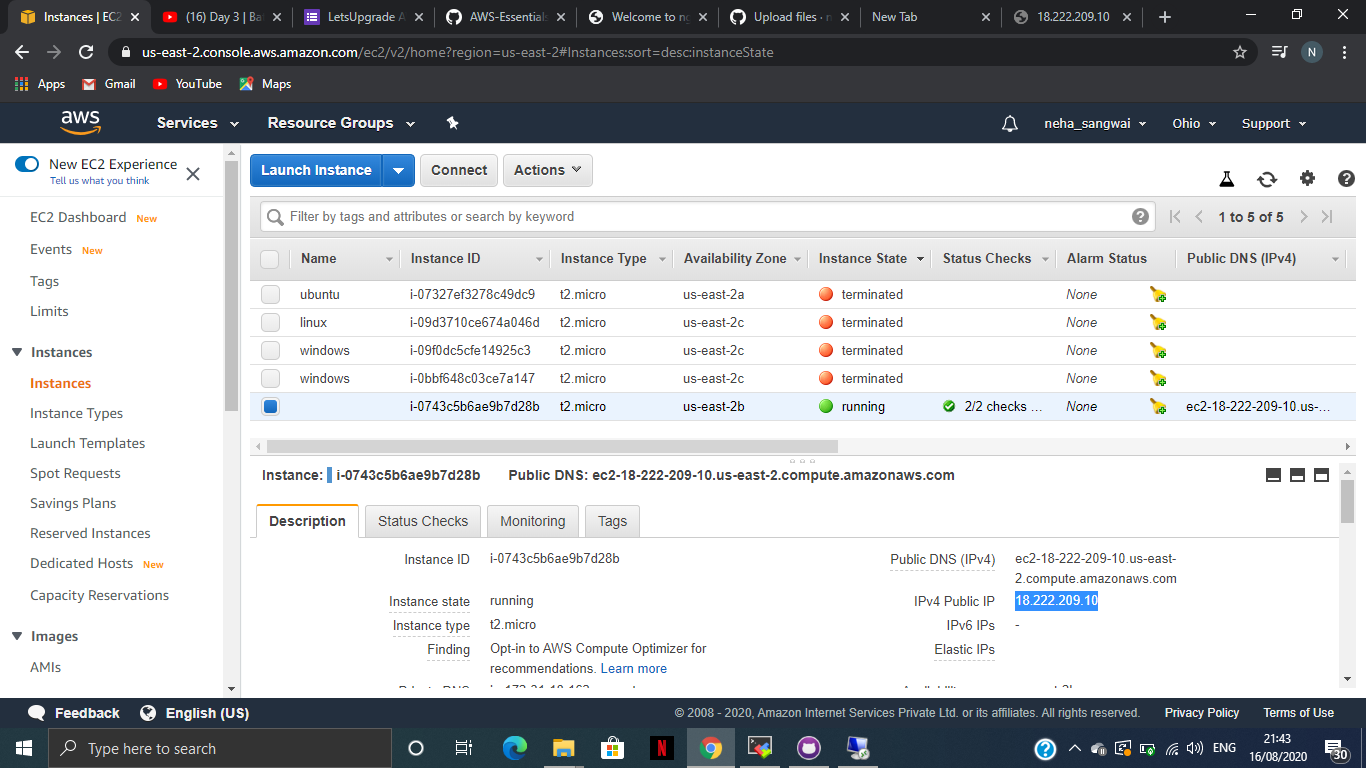 Instances | EC2
(16) Day 3 | Bat
LetsUpgrade A
AWS-Essential
Welcome to ng
Upload files · n
New Tab
18.222.209.10
us-east-2.console.aws.amazon.com/ec2/v2/home?region=us-east-2#Instances:sort=desc:instanceState
N
Apps
Gmail
YouTube
Maps
aws
Services
Resource Groups
neha_sangwai
Ohio
Support
New EC2 Experience
Tell us what you think
EC2 Dashboard New
Events New
Tags
Limits
Instances
Instances
Instance Types
Launch Templates
Spot Requests
Savings Plans
Reserved Instances
Dedicated Hosts New
Capacity Reservations
Images
AMIs
Launch Instance
Connect
Actions
Filter by tags and attributes or search by keyword
1 to 5 of 5
Name Instance ID Instance Type Availability Zone Instance State Status Checks Alarm Status Public DNS (IPv4)
ubuntu i-07327ef3278c49dc9 t2.micro us-east-2a terminated None
linux i-09d3710ce674a046d t2.micro us-east-2c terminated None
windows i-09f0dc5cfe14925c3 t2.micro us-east-2c terminated None
windows i-0bbf648c03ce7a147 t2.micro us-east-2c terminated None
i-0743c5b6ae9b7d28b t2.micro us-east-2b running 2/2 checks ... None ec2-18-222-209-10.us-...
Instance: i-0743c5b6ae9b7d28b Public DNS: ec2-18-222-209-10.us-east-2.compute.amazonaws.com
Description
Status Checks
Monitoring
Tags
Instance ID i-0743c5b6ae9b7d28b
Instance state running
Instance type t2.micro
Finding Opt-in to AWS Compute Optimizer for
recommendations. Learn more
Public DNS (IPv4) ec2-18-222-209-10.us-east-
2.compute.amazonaws.com
IPv4 Public IP 18.222.209.10
IPv6 IPs -
Elastic IPs
Feedback
English (US)
© 2008 - 2020, Amazon Internet Services Private Ltd. or its affiliates. All rights reserved.
Privacy Policy
Terms of Use
Type here to search
N
ENG
21:43
16/08/2020
30